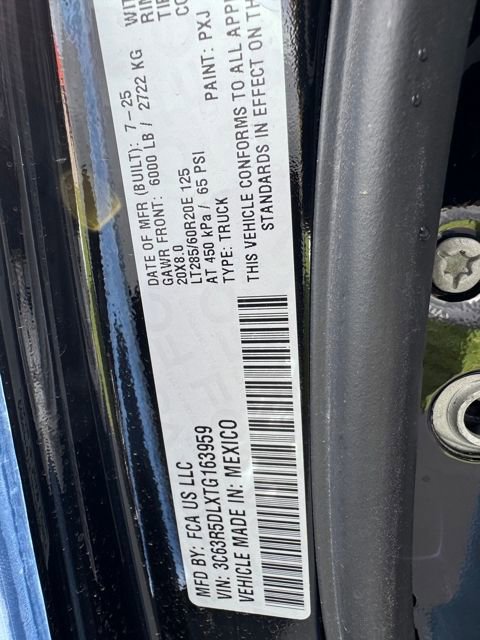 MFD BY: FCA US LLC
DATE OF MFR (BUILT): 7-25
GAWR FRONT: 6000 LB / 2722 KG
20X8.0
LT285/60R20E 125
AT 450 kPa / 65 PSI
TYPE: TRUCK PAINT: PXJ
VIN: 3C63R5DLXTG163959
VEHICLE MADE IN: MEXICO
THIS VEHICLE CONFORMS TO ALL
STANDARDS IN EFFECT ON